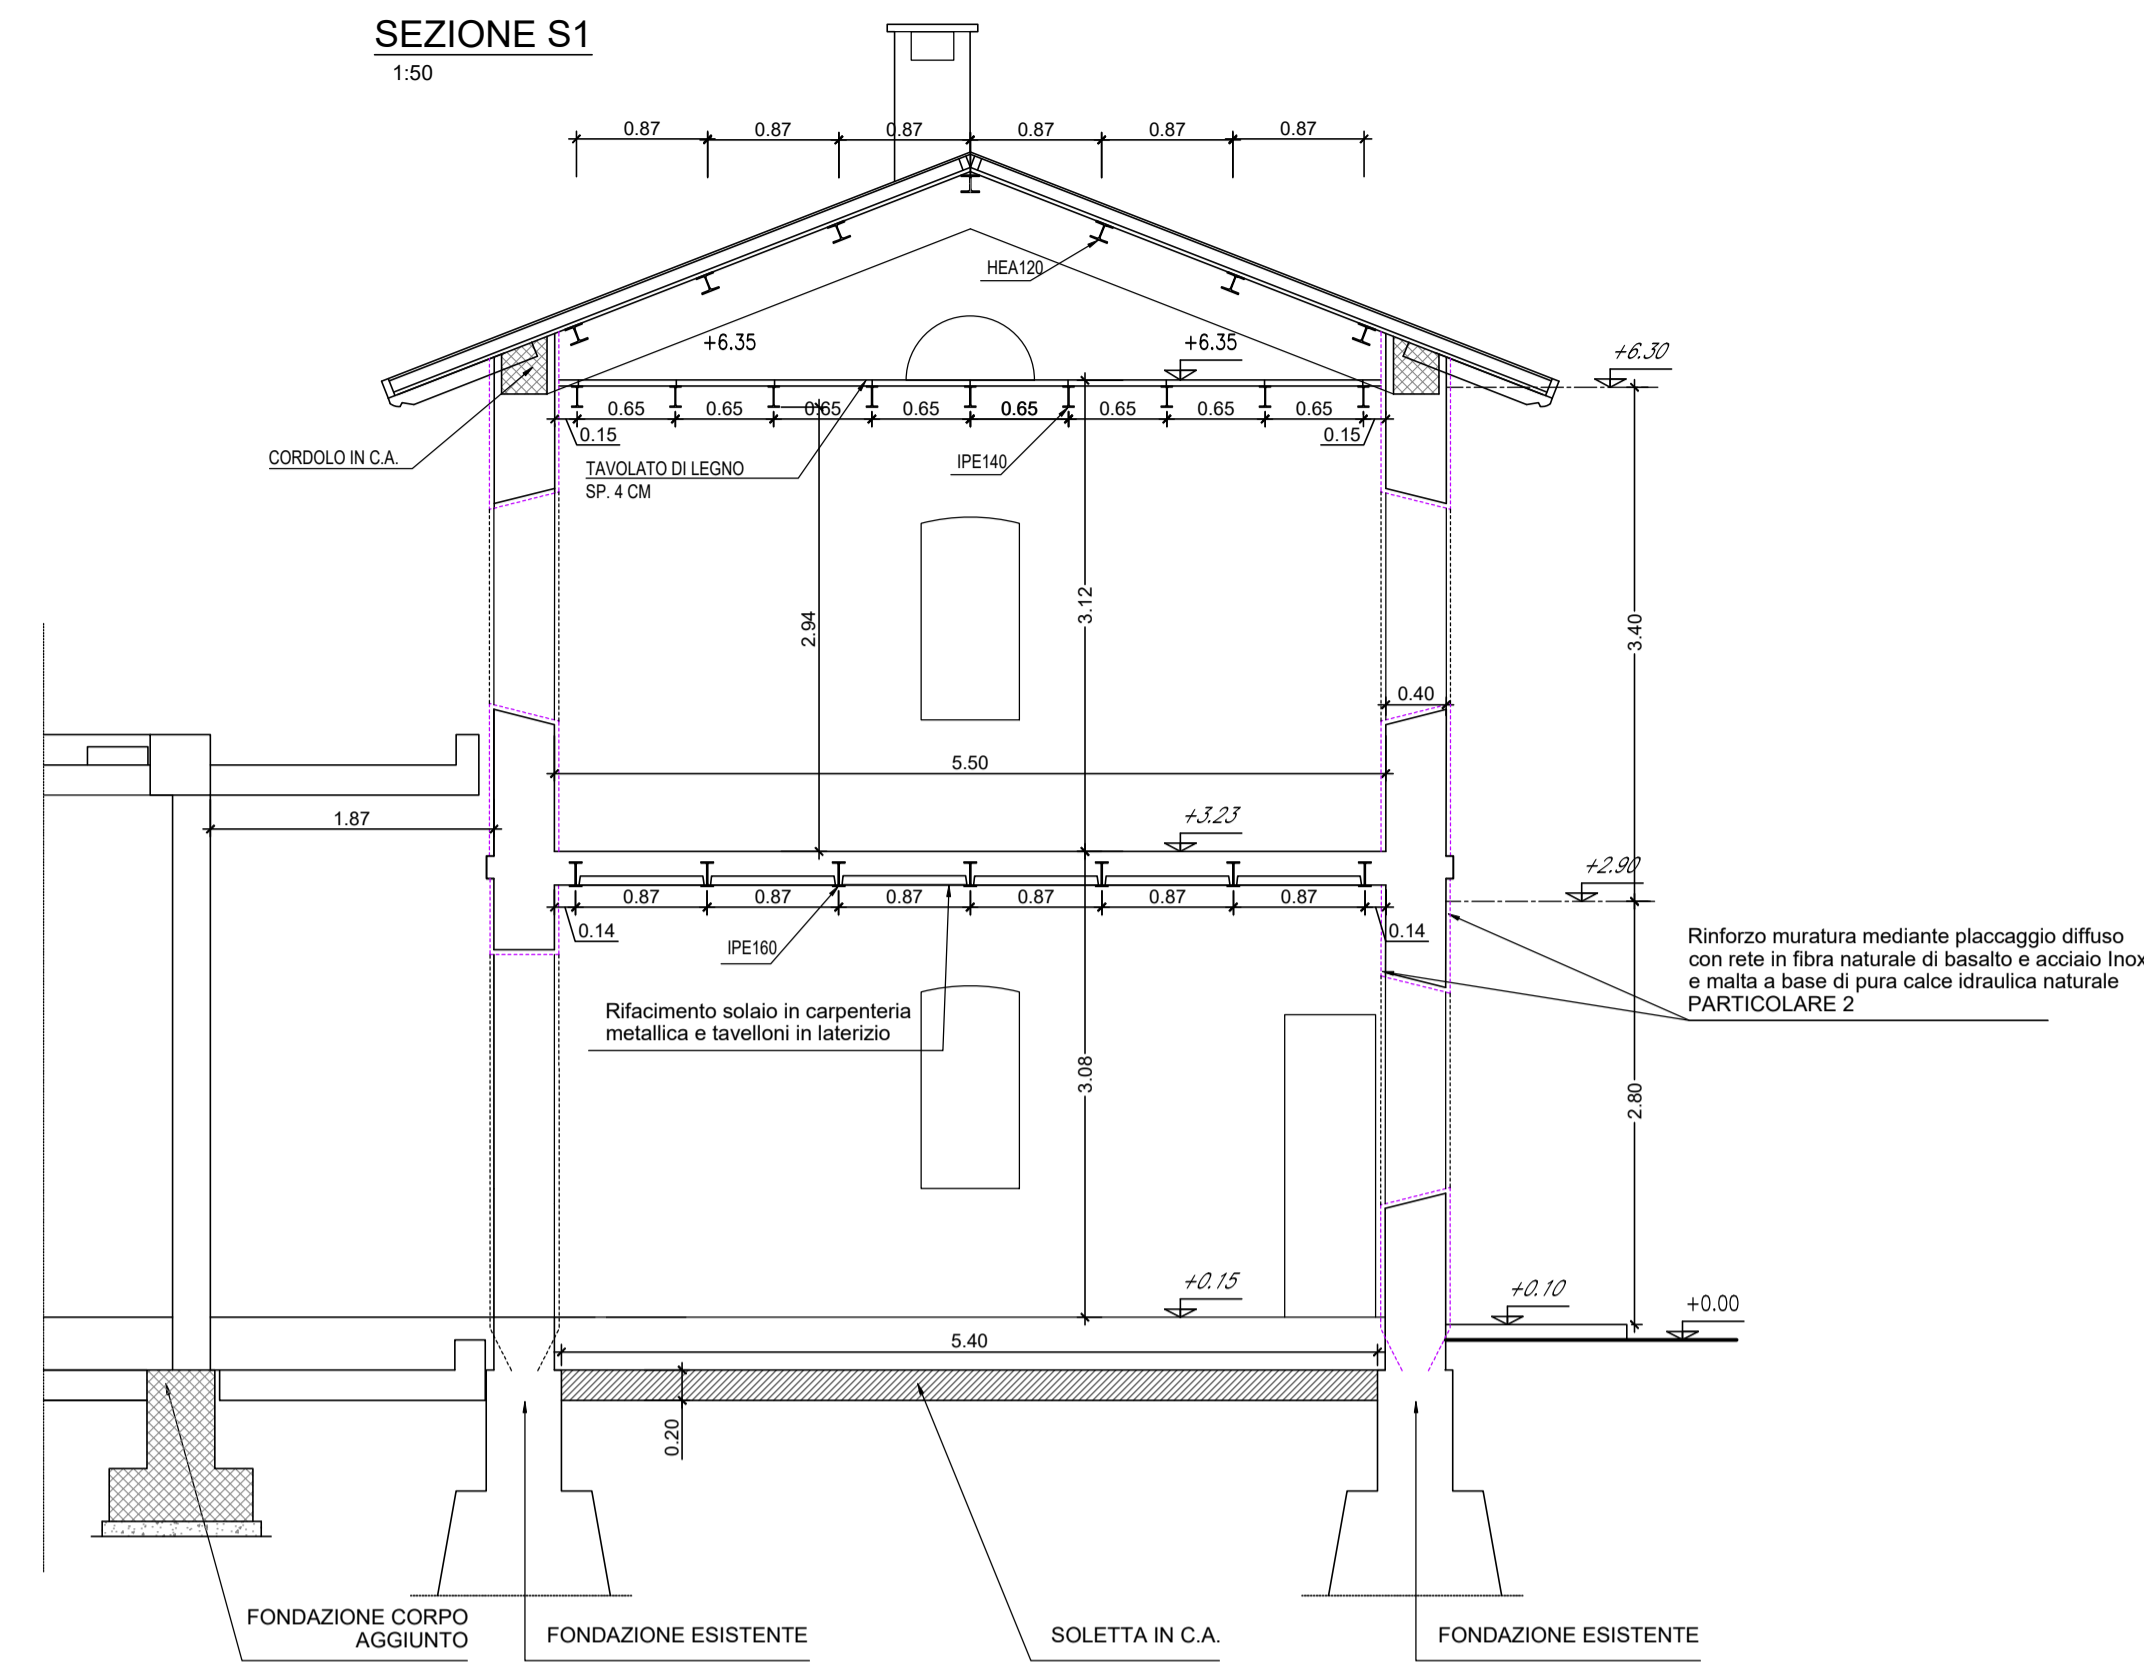 SEZIONE S1
1:50
0.87 0.87 0.87 0.87 0.87 0.87
HEA120
+6.35 +6.35 +6.30
0.65 0.65 0.65 0.65 0.65 0.65 0.65 0.65
0.15 0.15
CORDOLO IN C.A.
TAVOLATO DI LEGNO
SP. 4 CM
IPE140
2.94 3.12 3.40
0.40
5.50
1.87
+3.23
+2.90
0.87 0.87 0.87 0.87 0.87 0.87
0.14 0.14
IPE160
Rinforzo muratura mediante placcaggio diffuso
con rete in fibra naturale di basalto e acciaio Inox
e malta a base di pura calce idraulica naturale
PARTICOLARE 2
Rifacimento solaio in carpenteria
metallica e tavelloni in laterizio
3.08 2.80
+0.15 +0.10 +0.00
5.40
0.20
FONDAZIONE CORPO
AGGIUNTO
FONDAZIONE ESISTENTE
SOLETTA IN C.A.
FONDAZIONE ESISTENTE